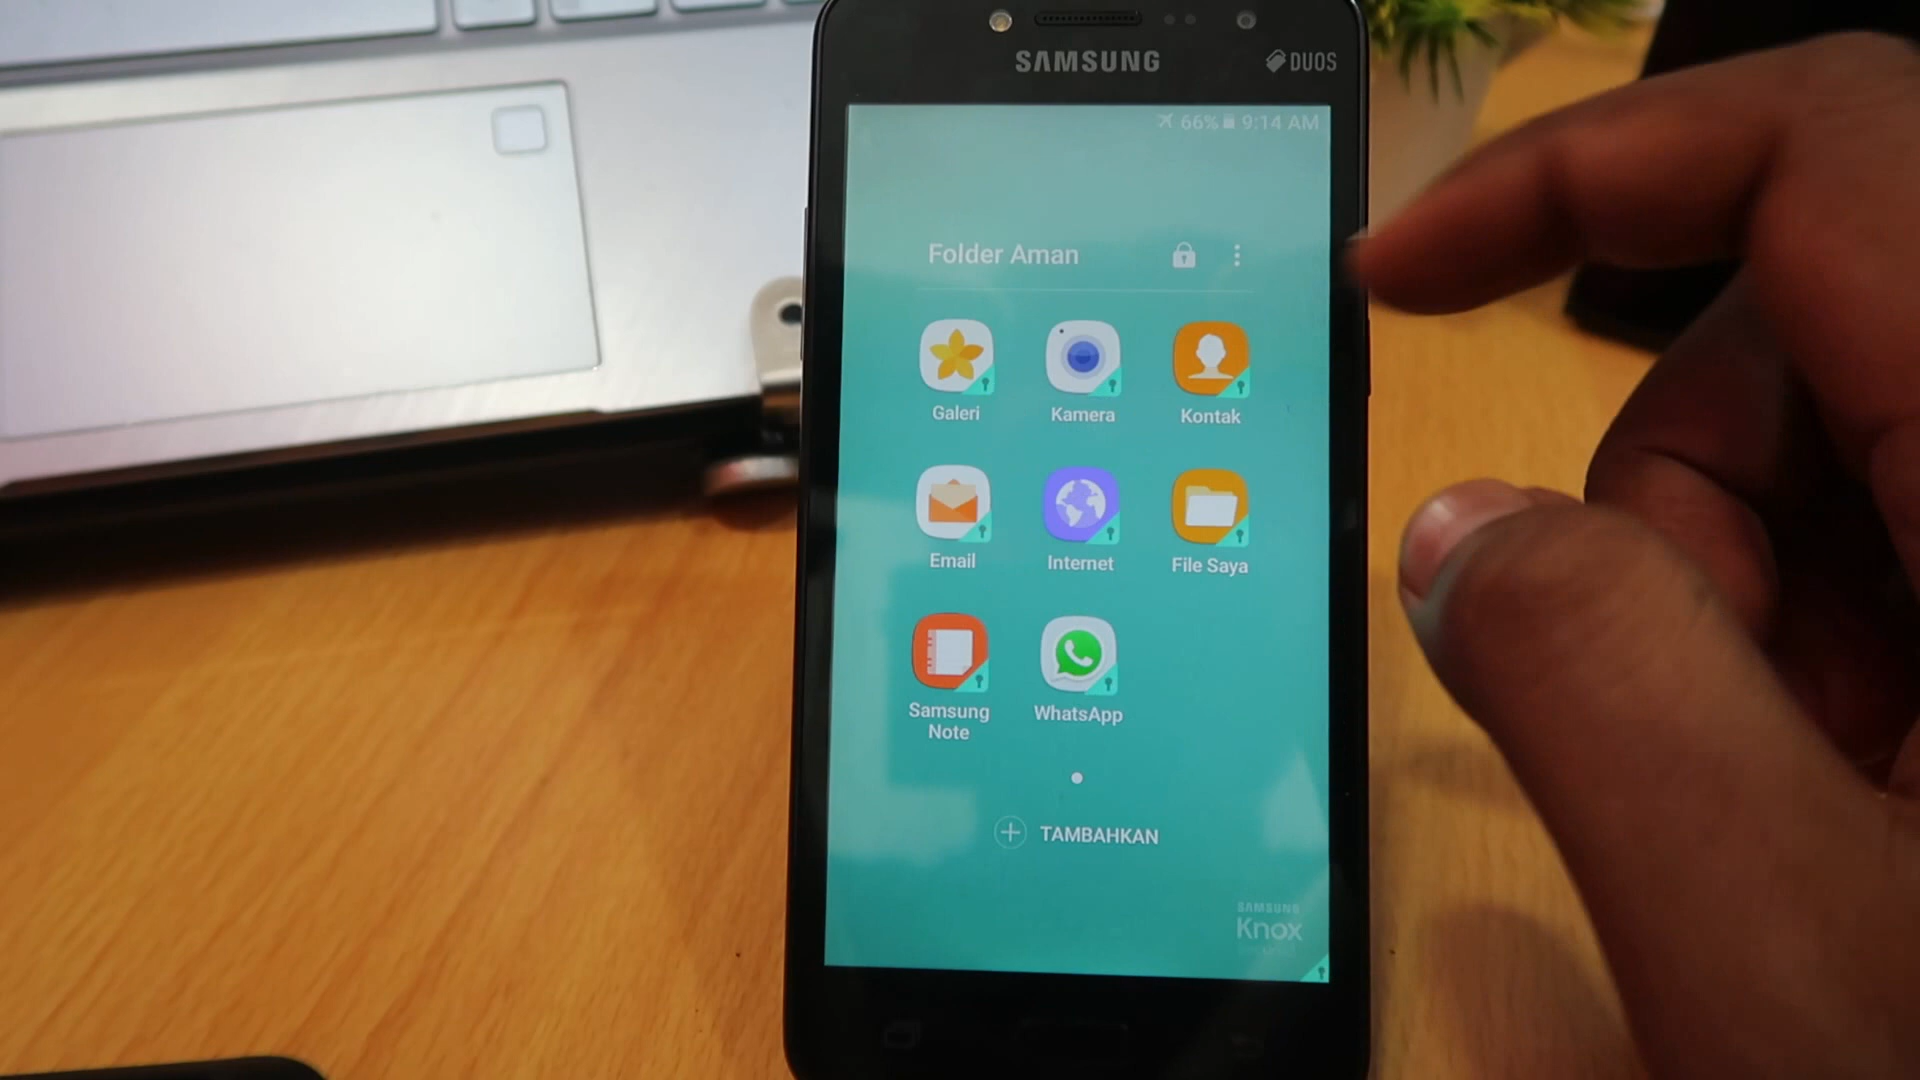 SAMSUNG
DUOS
66% 9:14 AM
Folder Aman
Galeri
Kamera
Kontak
Email
Internet
File Saya
Samsung
Note
WhatsApp
TAMBAHKAN
SAMSUNG
Knox